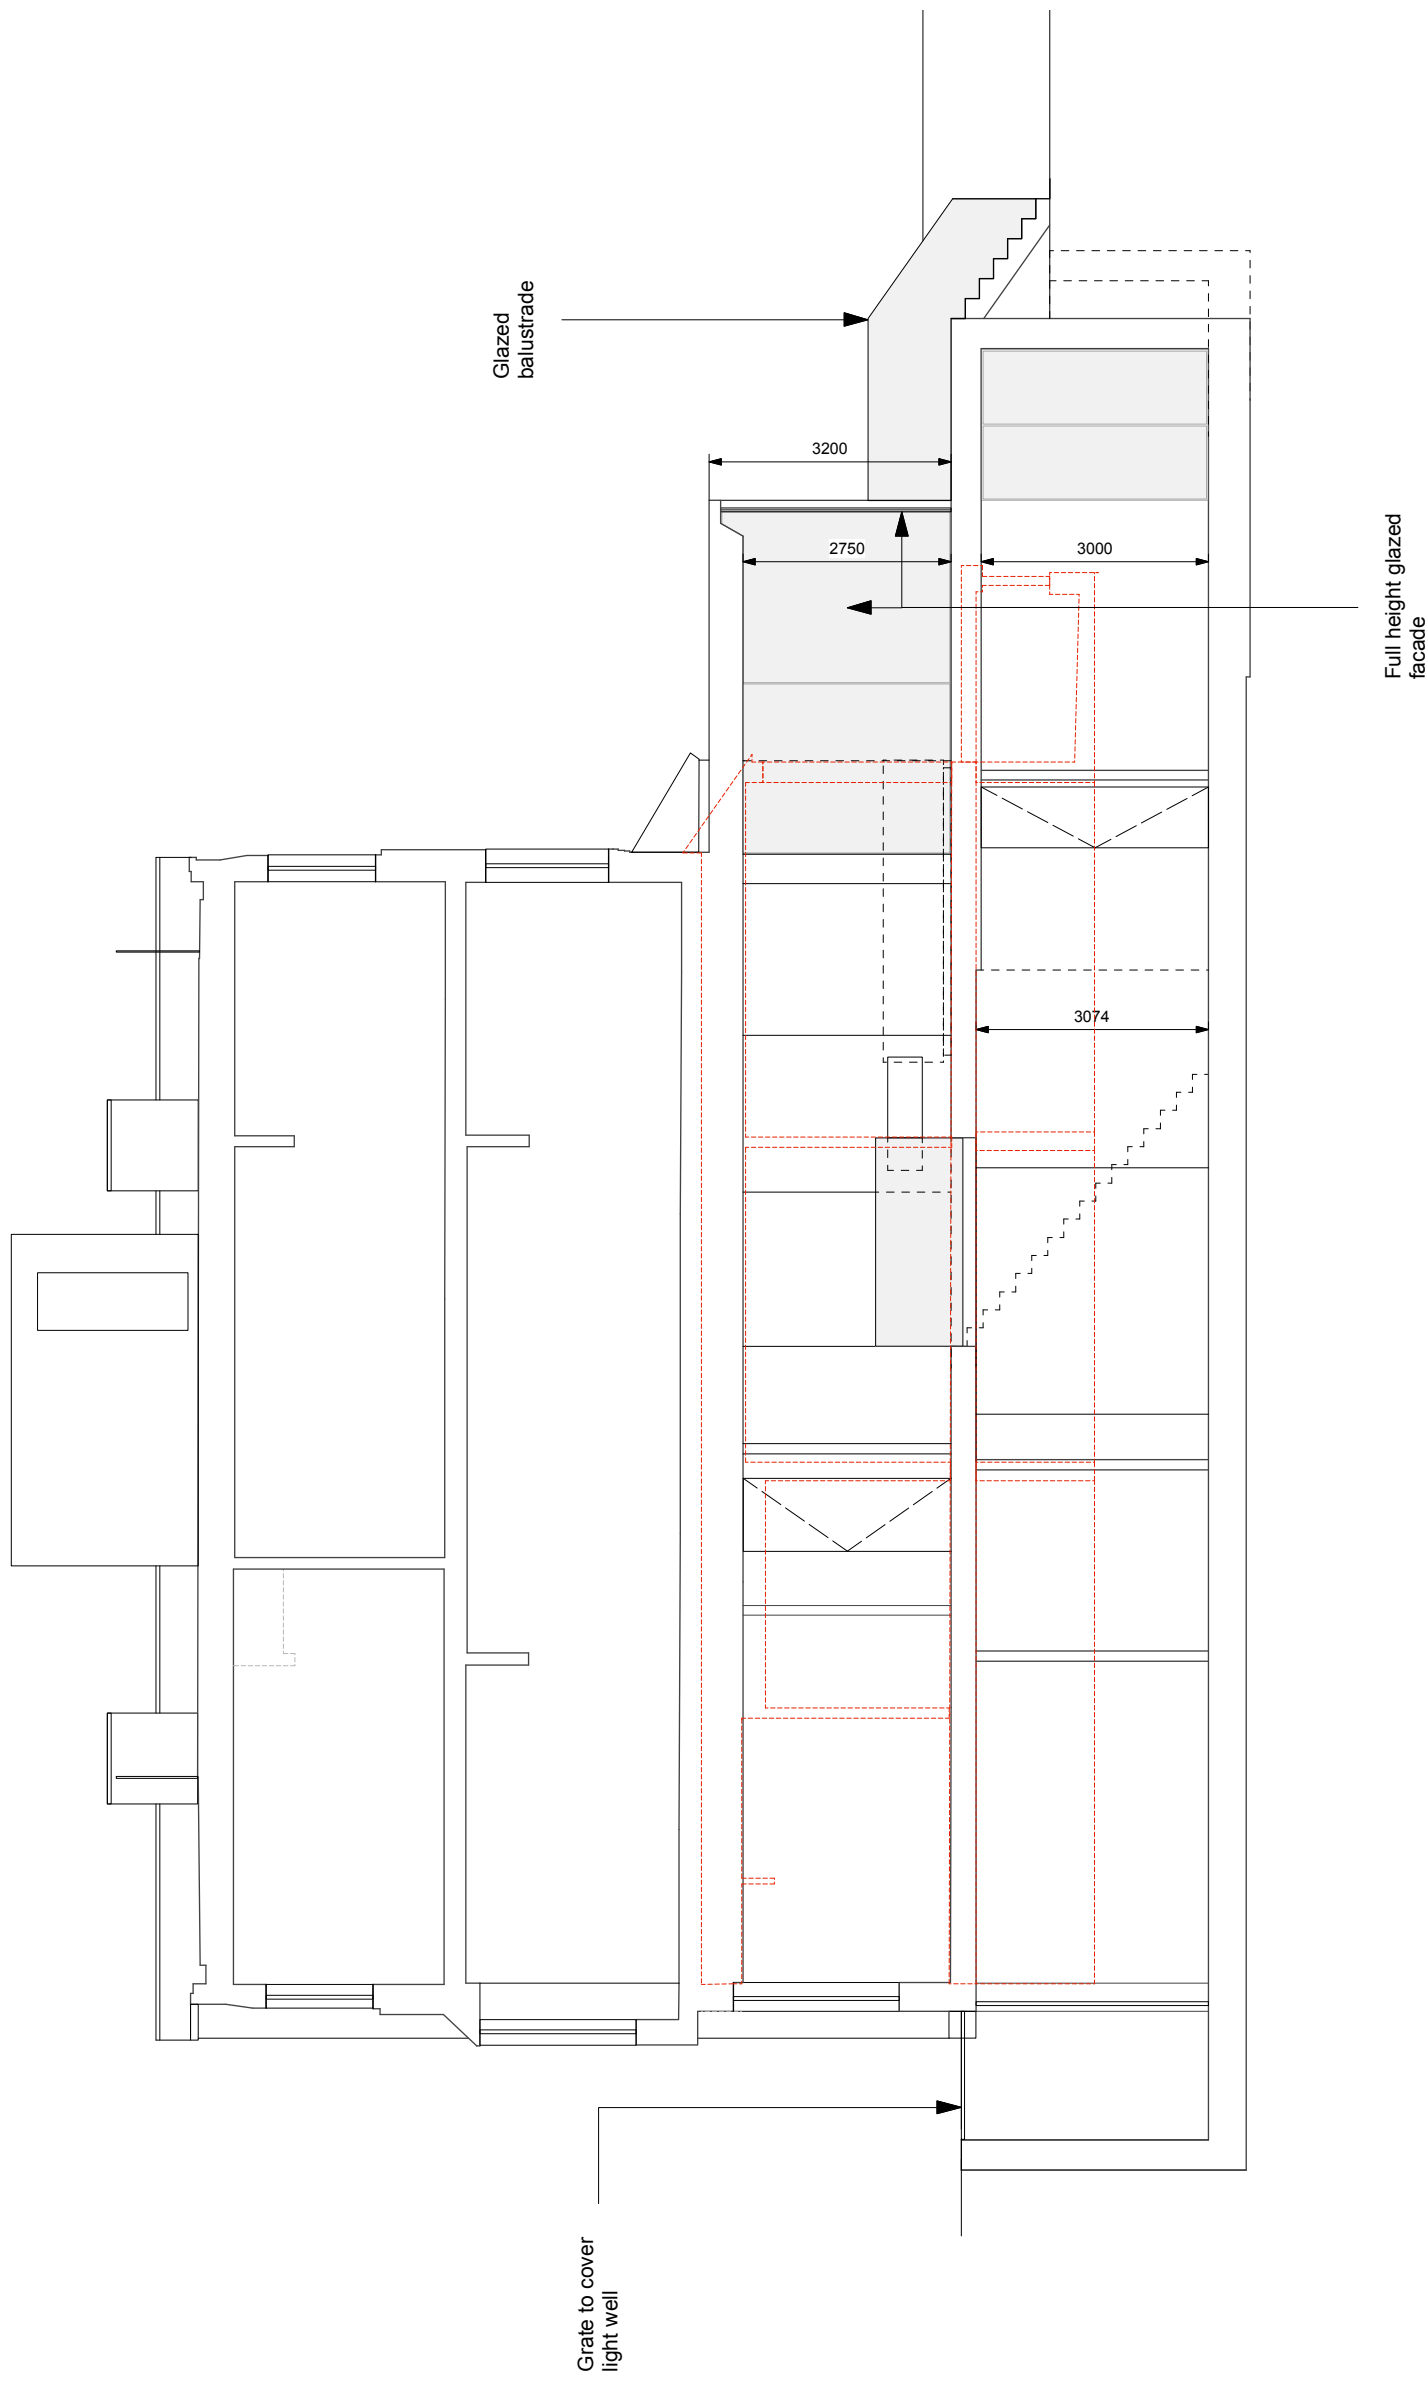 Glazed
balustrade
3200
2750
3000
Full height glazed
facade
3074
Grate to cover
light well